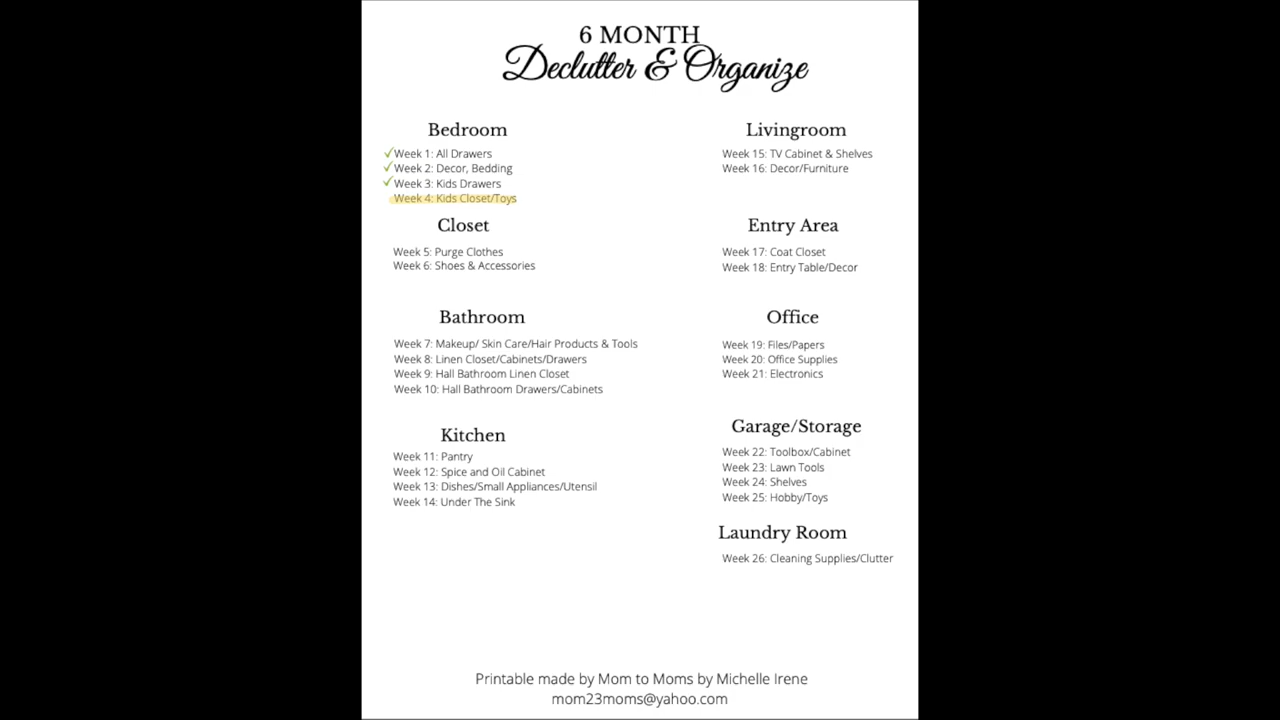 6 MONTH
Declutter & Organize
Bedroom
Week 1: All Drawers
Week 2: Decor, Bedding
Week 3: Kids Drawers
Week 4: Kids Closet/Toys
Closet
Week 5: Purge Clothes
Week 6: Shoes & Accessories
Bathroom
Week 7: Makeup/ Skin Care/Hair Products & Tools
Week 8: Linen Closet/Cabinets/Drawers
Week 9: Hall Bathroom Linen Closet
Week 10: Hall Bathroom Drawers/Cabinets
Kitchen
Week 11: Pantry
Week 12: Spice and Oil Cabinet
Week 13: Dishes/Small Appliances/Utensil
Week 14: Under The Sink
Livingroom
Week 15: TV Cabinet & Shelves
Week 16: Decor/Furniture
Entry Area
Week 17: Coat Closet
Week 18: Entry Table/Decor
Office
Week 19: Files/Papers
Week 20: Office Supplies
Week 21: Electronics
Garage/Storage
Week 22: Toolbox/Cabinet
Week 23: Lawn Tools
Week 24: Shelves
Week 25: Hobby/Toys
Laundry Room
Week 26: Cleaning Supplies/Clutter
Printable made by Mom to Moms by Michelle Irene
mom23moms@yahoo.com